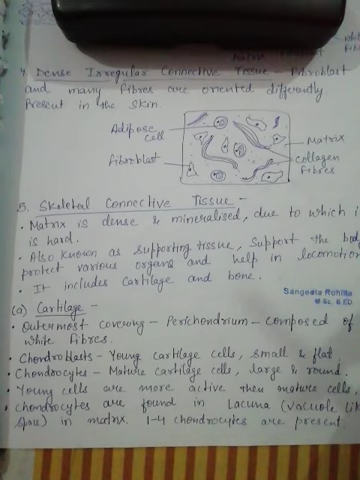 4. Dense Irregular Connective Tissue - Fibroblast
and many Fibres are oriented differently
Present in the skin.
Adipose
cell
Fibroblast
Matrix
Collagen
Fibres
5. Skeletal Connective Tissue -
• Matrix is dense & mineralised, due to which i
is hard.
• Also known as supporting tissue, Support the body
protect various organs and help in locomotion
• It includes Cartilage and bone.
Sangeeta Rohilla
M.Sc, B.ED
(a) Cartilage -
• Outermost covering - Perichondrium - composed of
white Fibres.
• Chondroblasts - Young cartilage cells, small & flat
• Chondrocytes - Mature cartilage cells, large & round.
• Young cells are more active then mature cells.
• Chondrocytes are found in Lacuna (vacuole lik
space) in matrix. 1-4 chondrocytes are present